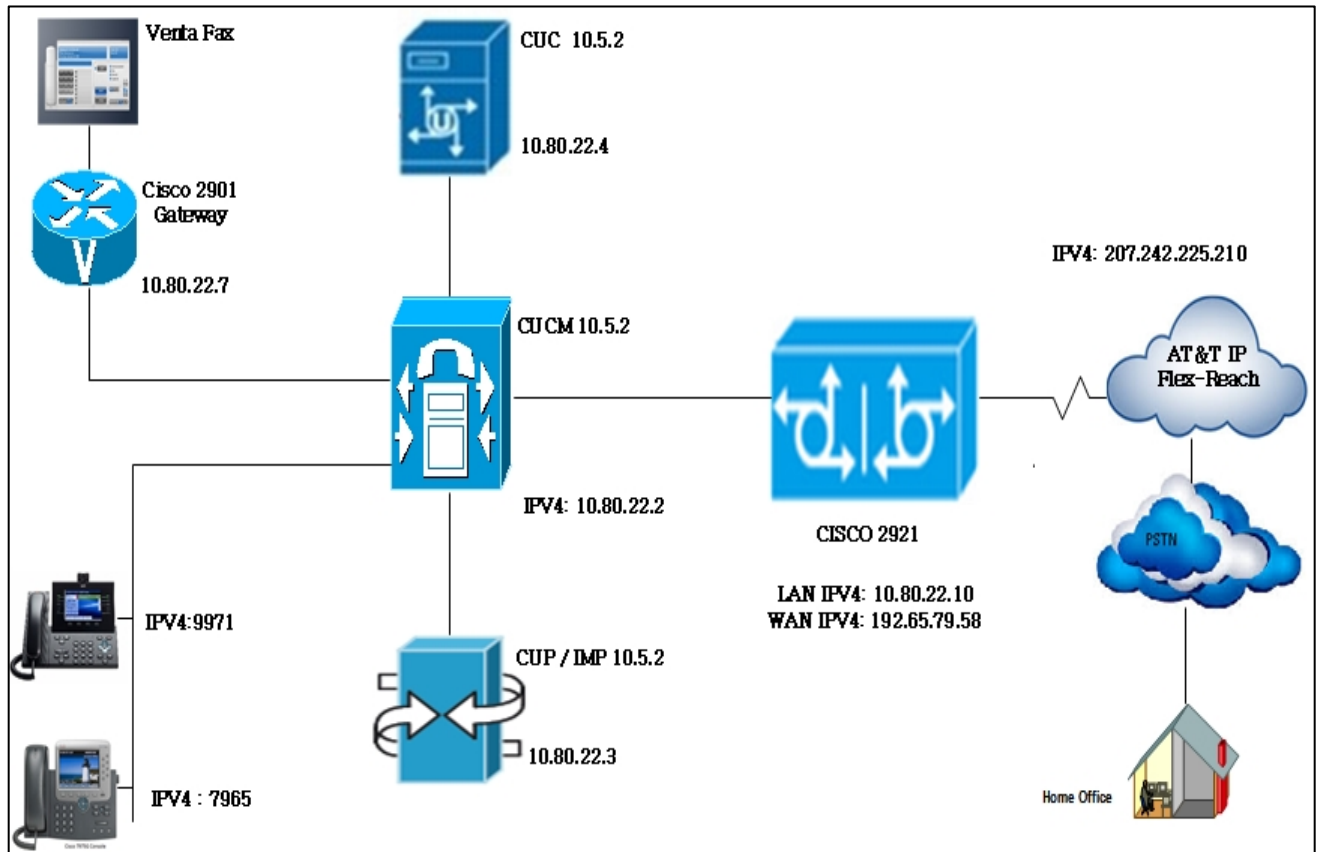 Venta Fax
CUC 10.5.2
10.80.22.4
Cisco 2901
Gateway
10.80.22.7
IPV4: 207.242.225.210
CUCM 10.5.2
AT&T IP
Flex-Reach
IPV4: 10.80.22.2
CISCO 2921
PSTN
LAN IPV4: 10.80.22.10
WAN IPV4: 192.65.79.58
IPV4:9971
CUP / IMP 10.5.2
10.80.22.3
IPV4 : 7965
Home Office
U
V